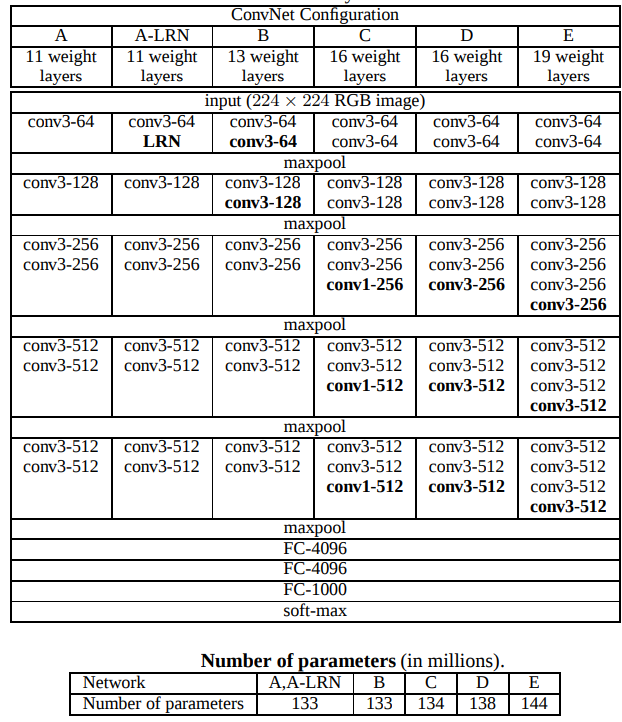 ConvNet Configuration
A A-LRN B C D E
11 weight 11 weight 13 weight 16 weight 16 weight 19 weight
layers layers layers layers layers layers
input (224 × 224 RGB image)
conv3-64 conv3-64 conv3-64 conv3-64 conv3-64 conv3-64
LRN conv3-64 conv3-64 conv3-64 conv3-64
maxpool
conv3-128 conv3-128 conv3-128 conv3-128 conv3-128 conv3-128
conv3-128 conv3-128 conv3-128 conv3-128
maxpool
conv3-256 conv3-256 conv3-256 conv3-256 conv3-256 conv3-256
conv3-256 conv3-256 conv3-256 conv3-256 conv3-256 conv3-256
conv1-256 conv3-256 conv3-256
conv3-256
maxpool
conv3-512 conv3-512 conv3-512 conv3-512 conv3-512 conv3-512
conv3-512 conv3-512 conv3-512 conv3-512 conv3-512 conv3-512
conv1-512 conv3-512 conv3-512
conv3-512
maxpool
conv3-512 conv3-512 conv3-512 conv3-512 conv3-512 conv3-512
conv3-512 conv3-512 conv3-512 conv3-512 conv3-512 conv3-512
conv1-512 conv3-512 conv3-512
conv3-512
maxpool
FC-4096
FC-4096
FC-1000
soft-max
Number of parameters (in millions).
Network A,A-LRN B C D E
Number of parameters 133 133 134 138 144